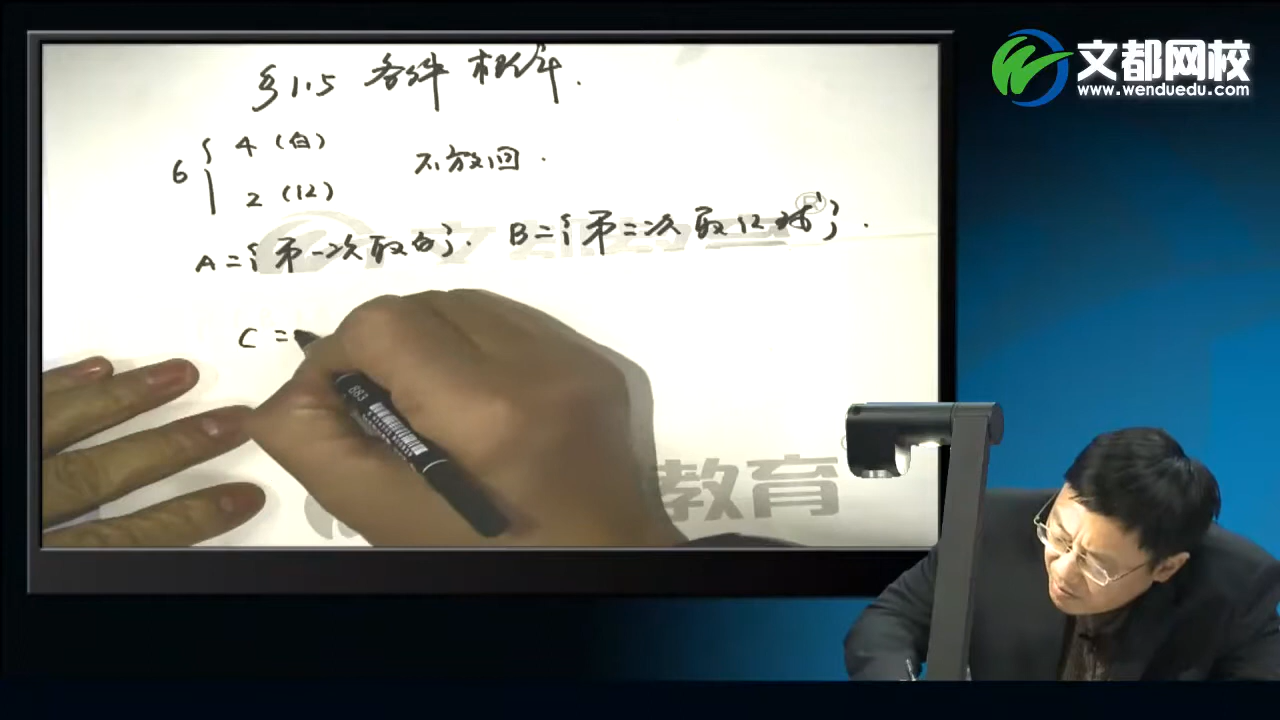 文都网校
www.wenduedu.com
§1.5 条件概率.
6 { 4 (白)
2 (红)
不放回.
A={第一次取白}. B={第二次取红球}.
C=
883
教育